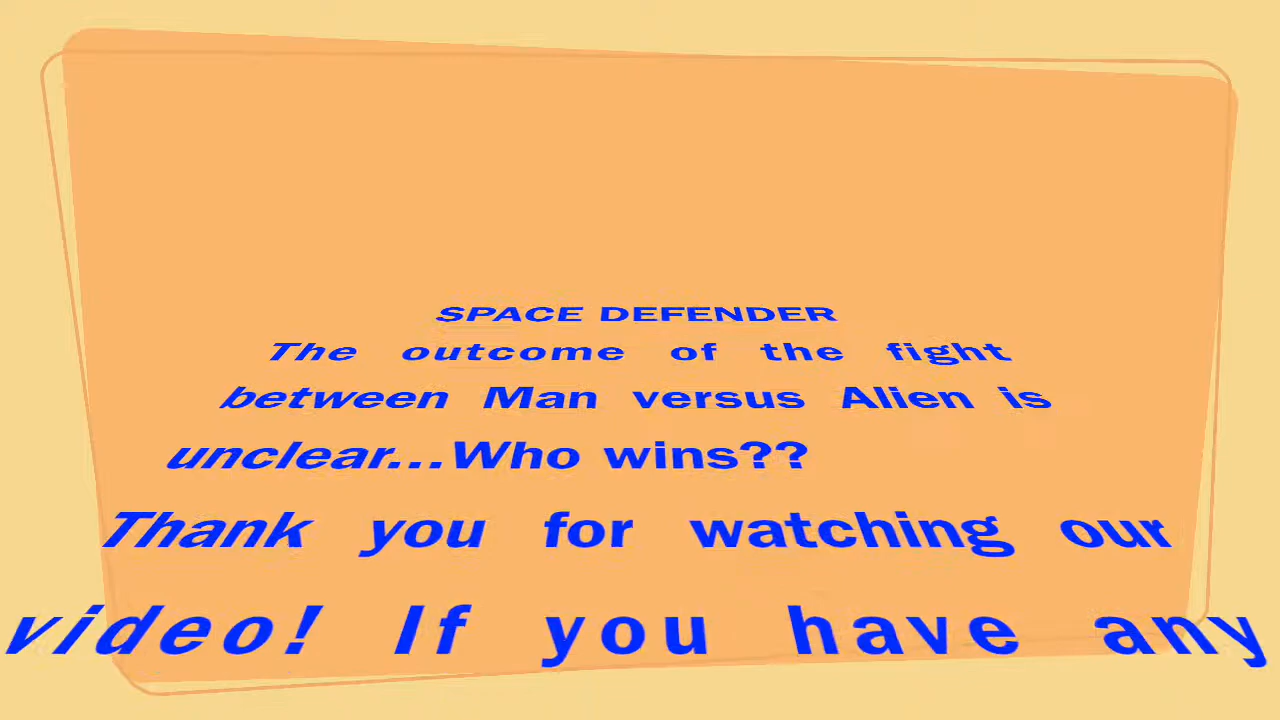 SPACE DEFENDER
The outcome of the fight
between Man versus Alien is
unclear...Who wins??
Thank you for watching our
video! If you have any